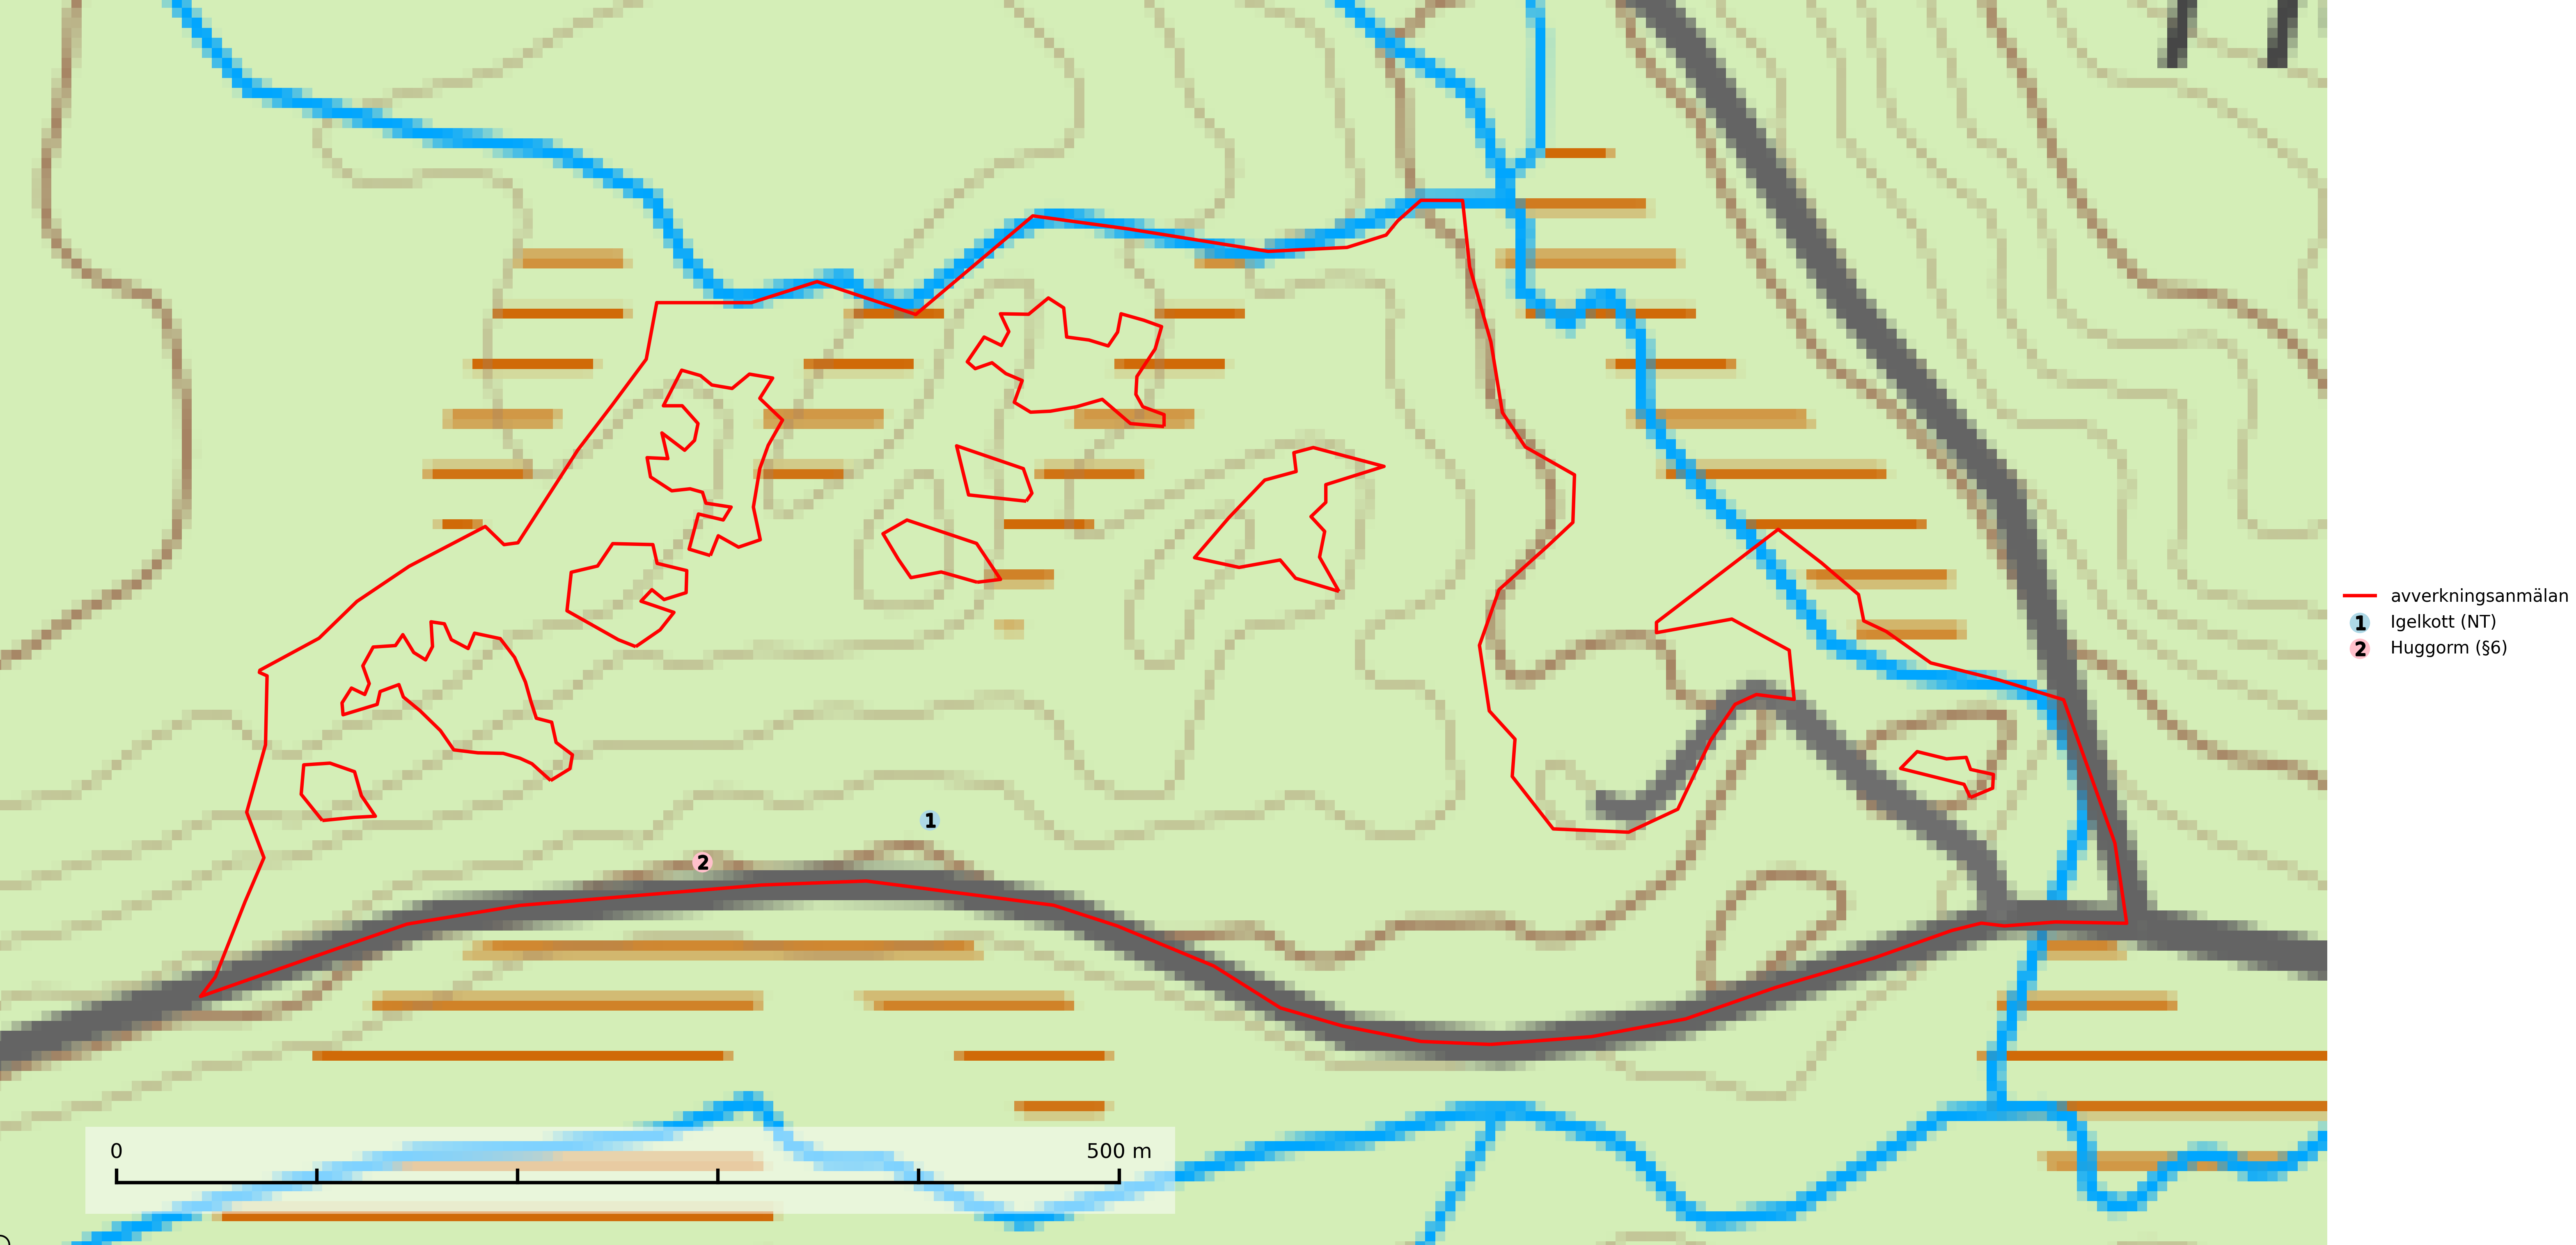 avverkningsanmälan
1 Igelkott (NT)
2 Huggorm (§6)
1
2
0 500 m